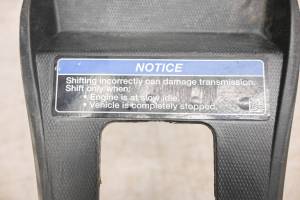 NOTICE
Shifting incorrectly can damage transmission.
Shift only when:
• Engine is at slow idle.
• Vehicle is completely stopped.